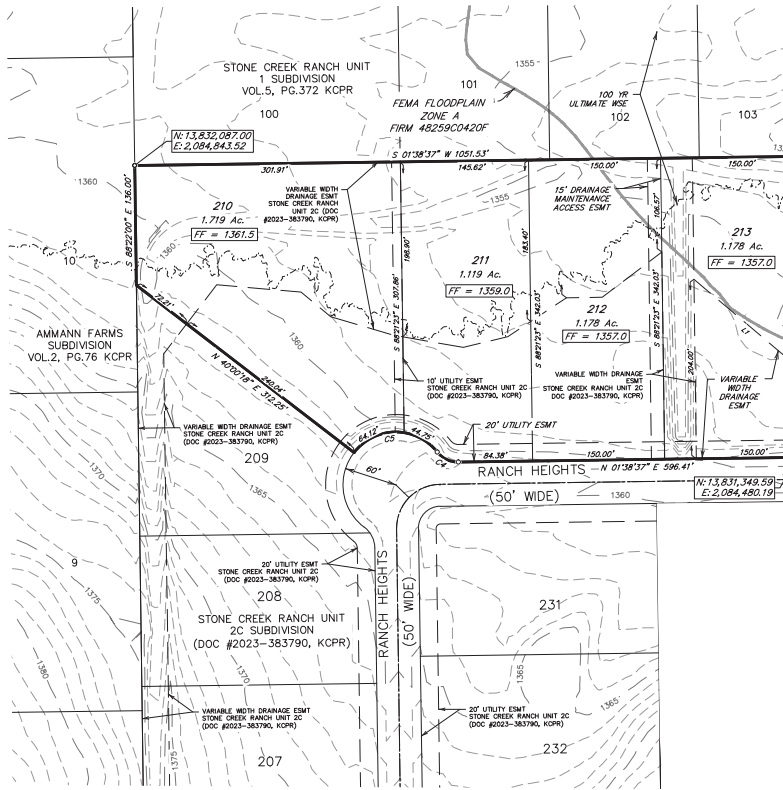 STONE CREEK RANCH UNIT
1 SUBDIVISION
VOL.5, PG.372 KCPR
100
101
1355
FEMA FLOODPLAIN
ZONE A
FIRM 48259C0420F
100 YR
ULTIMATE WSE
102
103
N: 13,832,087.00
E: 2,084,843.52
S 01°38'37" W 1051.53'
301.91'
145.62'
150.00'
150.00'
1360
S 88°22'00" E 136.00'
210
1.719 Ac.
FF = 1361.5
1360
VARIABLE WIDTH
DRAINAGE ESMT
STONE CREEK RANCH
UNIT 2C (DOC
#2023-383790, KCPR)
1355
15' DRAINAGE
MAINTENANCE
ACCESS ESMT
106.57'
198.90'
183.40'
213
1.178 Ac.
FF = 1357.0
10
211
1.119 Ac.
FF = 1359.0
S 88°21'23" E 307.86'
S 88°21'23" E 342.03'
S 88°21'23" E 342.03'
212
1.178 Ac.
FF = 1357.0
72.21'
AMMANN FARMS
SUBDIVISION
VOL.2, PG.76 KCPR
1360
L1
204.00'
N 40°00'18" E 312.25'
240.04'
10' UTILITY ESMT
STONE CREEK RANCH UNIT 2C
(DOC #2023-383790, KCPR)
VARIABLE WIDTH DRAINAGE
ESMT
STONE CREEK RANCH UNIT 2C
(DOC #2023-383790, KCPR)
VARIABLE
WIDTH
DRAINAGE
ESMT
VARIABLE WIDTH DRAINAGE ESMT
STONE CREEK RANCH UNIT 2C
(DOC #2023-383790, KCPR)
64.12'
C5
44.75'
C4
20' UTILITY ESMT
84.38'
150.00'
150.00'
209
1370
1365
60'
RANCH HEIGHTS
N 01°38'37" E 596.41'
(50' WIDE)
1360
N: 13,831,349.59
E: 2,084,480.19
9
1375
1380
20' UTILITY ESMT
STONE CREEK RANCH UNIT 2C
(DOC #2023-383790, KCPR)
208
STONE CREEK RANCH UNIT
2C SUBDIVISION
(DOC #2023-383790, KCPR)
RANCH HEIGHTS
(50' WIDE)
231
1370
1365
1365
VARIABLE WIDTH DRAINAGE ESMT
STONE CREEK RANCH UNIT 2C
(DOC #2023-383790, KCPR)
20' UTILITY ESMT
STONE CREEK RANCH UNIT 2C
(DOC #2023-383790, KCPR)
1375
207
232